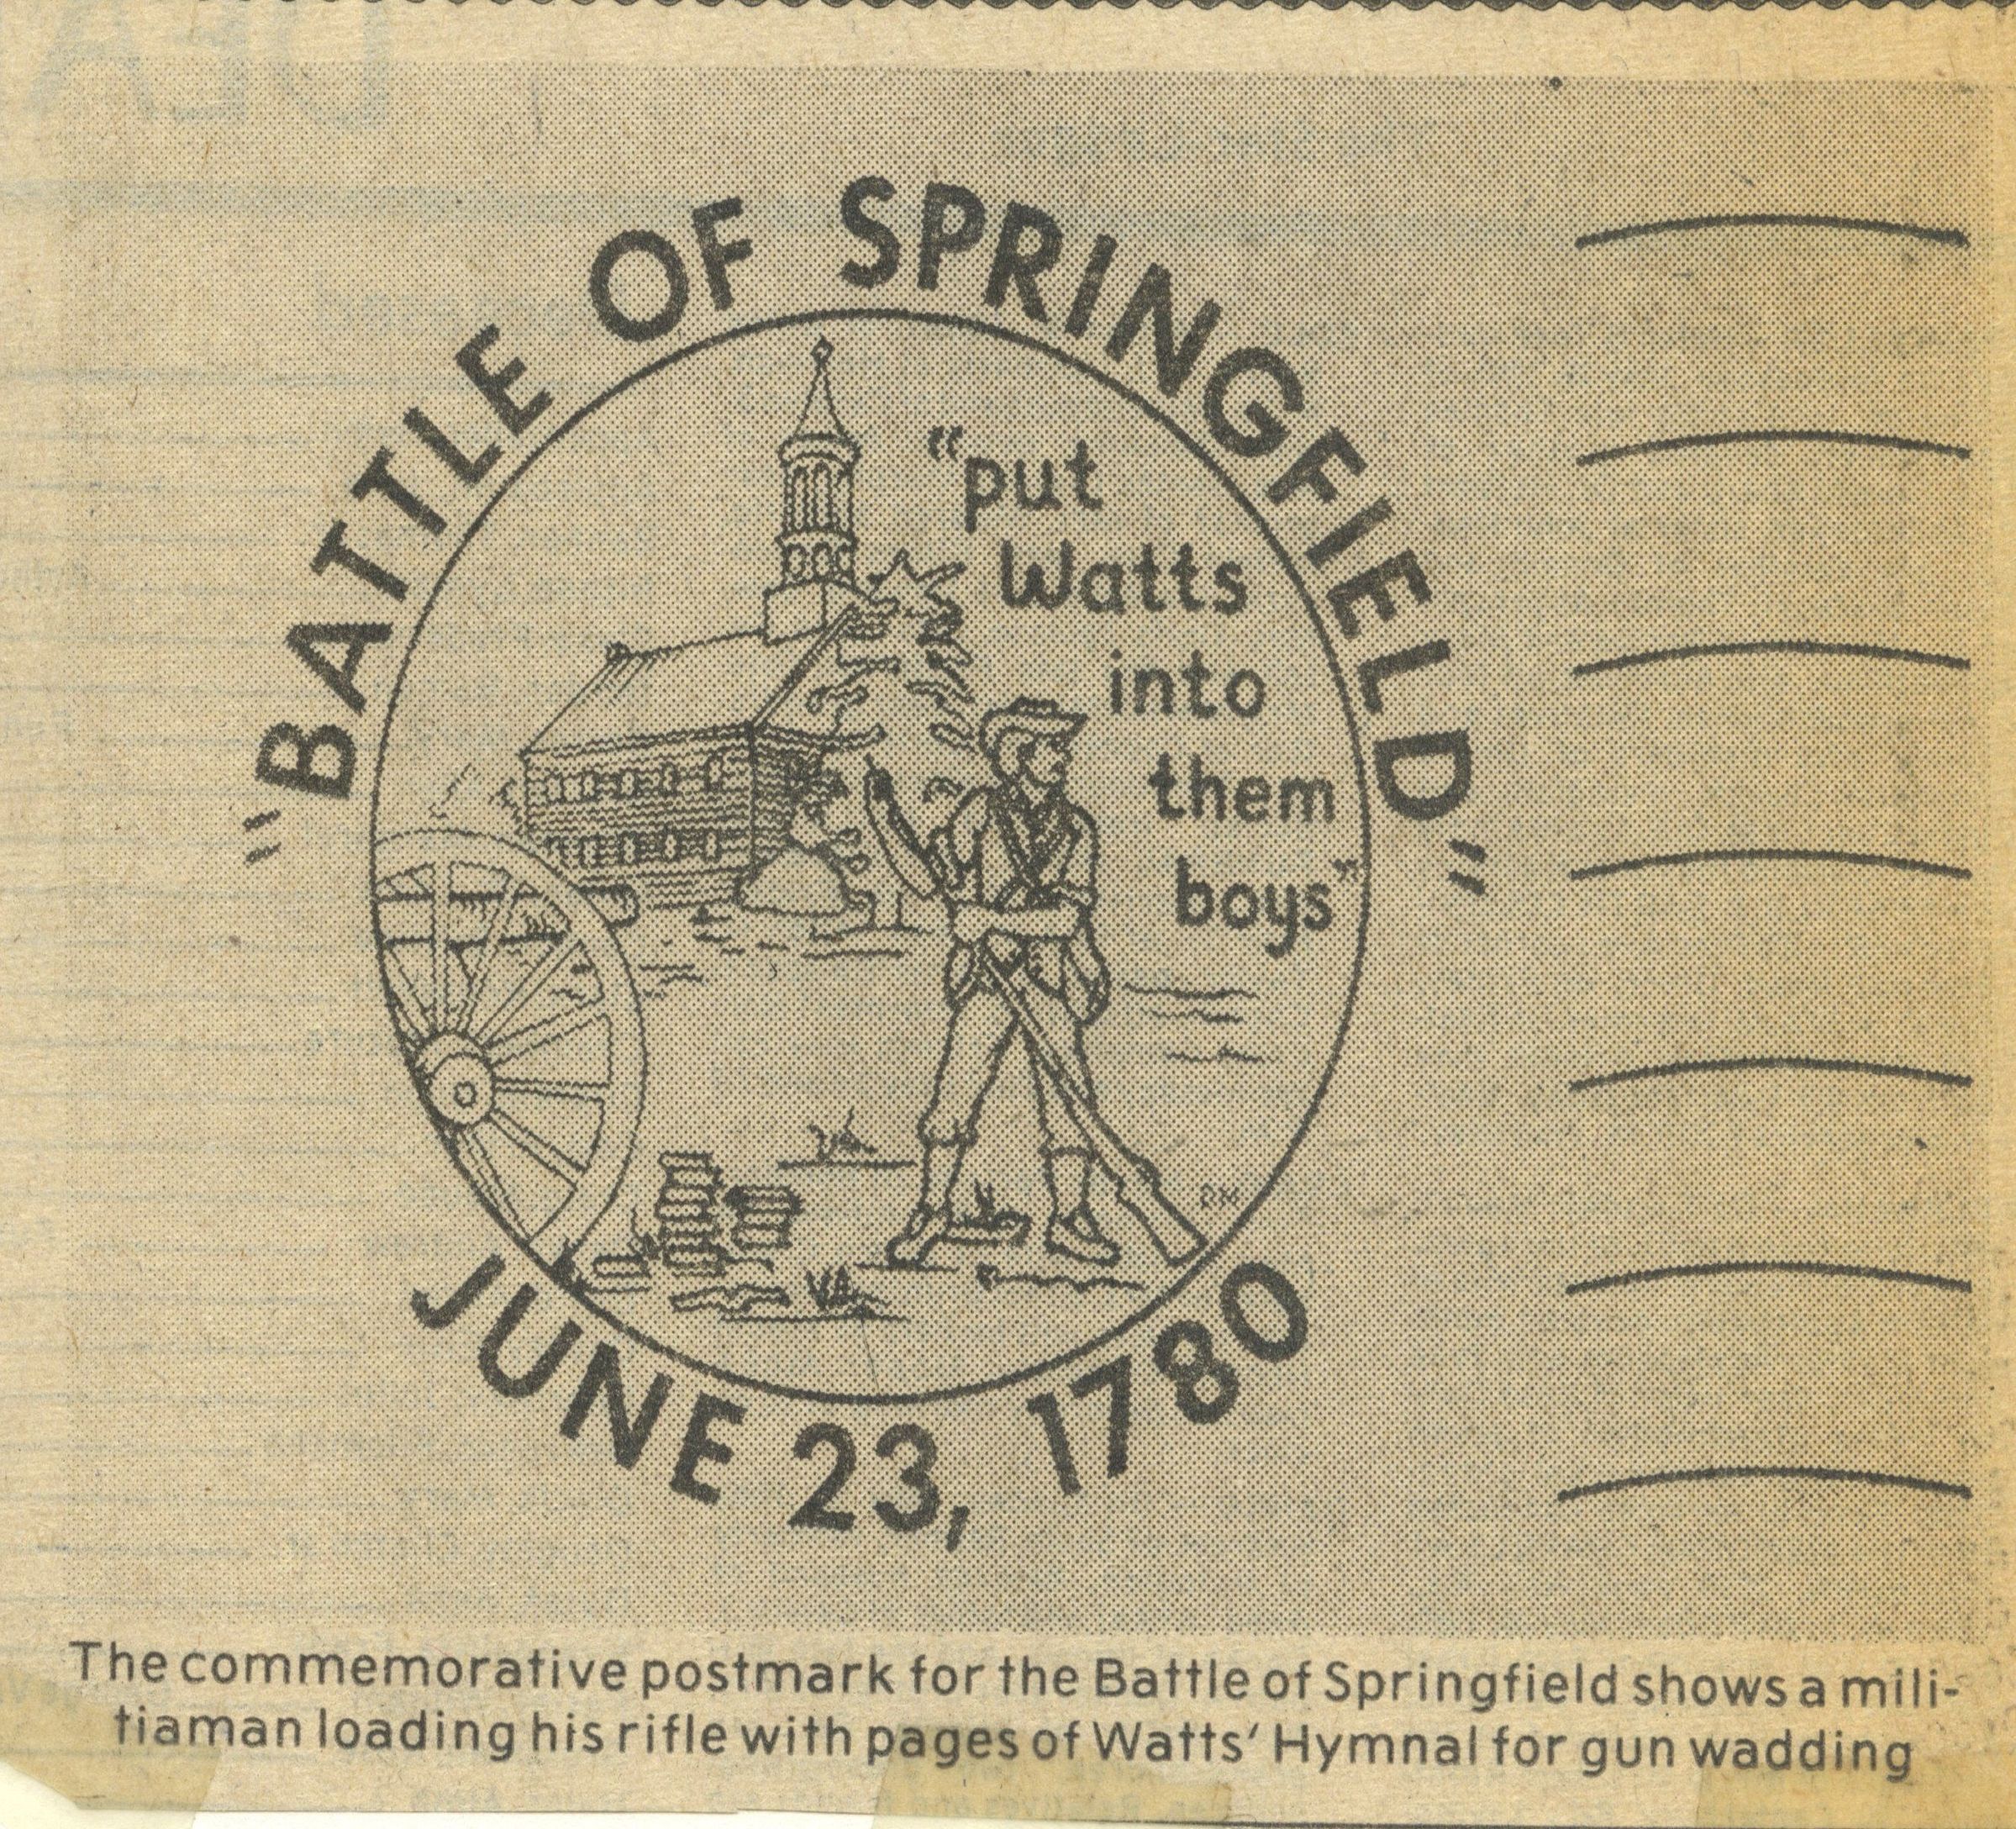 "BATTLE OF SPRINGFIELD"
"put
Watts
into
them
boys"
RM
JUNE 23, 1780
The commemorative postmark for the Battle of Springfield shows a mili-
tiaman loading his rifle with pages of Watts' Hymnal for gun wadding